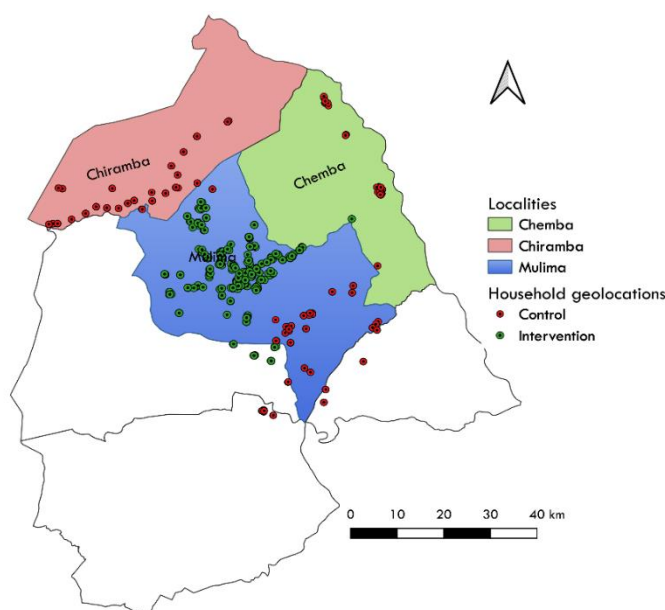 Chiramba
Chemba
Mulima
Localities
Chemba
Chiramba
Mulima
Household geolocations
Control
Intervention
0 10 20 30 40 km